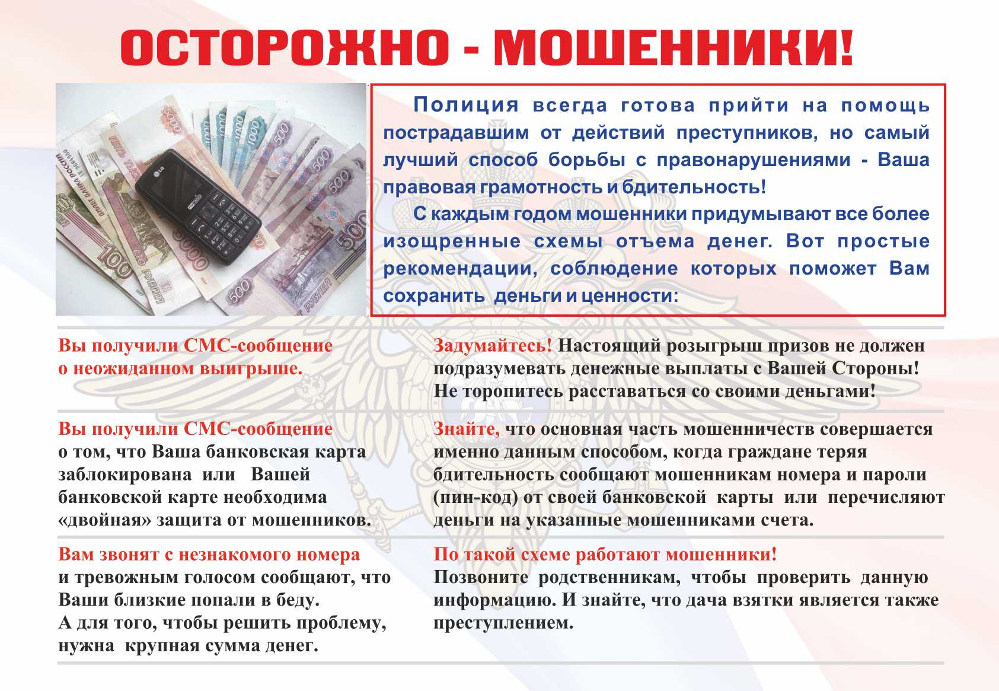 ОСТОРОЖНО - МОШЕННИКИ!
Полиция всегда готова прийти на помощь
пострадавшим от действий преступников, но самый
лучший способ борьбы с правонарушениями - Ваша
правовая грамотность и бдительность!
С каждым годом мошенники придумывают все более
изощренные схемы отъема денег. Вот простые
рекомендации, соблюдение которых поможет Вам
сохранить деньги и ценности:
Вы получили СМС-сообщение
о неожиданном выигрыше.
Задумайтесь! Настоящий розыгрыш призов не должен
подразумевать денежные выплаты с Вашей Стороны!
Не торопитесь расставаться со своими деньгами!
Вы получили СМС-сообщение
о том, что Ваша банковская карта
заблокирована или Вашей
банковской карте необходима
«двойная» защита от мошенников.
Знайте, что основная часть мошенничеств совершается
именно данным способом, когда граждане теряя
бдительность сообщают мошенникам номера и пароли
(пин-код) от своей банковской карты или перечисляют
деньги на указанные мошенниками счета.
Вам звонят с незнакомого номера
и тревожным голосом сообщают, что
Ваши близкие попали в беду.
А для того, чтобы решить проблему,
нужна крупная сумма денег.
По такой схеме работают мошенники!
Позвоните родственникам, чтобы проверить данную
информацию. И знайте, что дача взятки является также
преступлением.